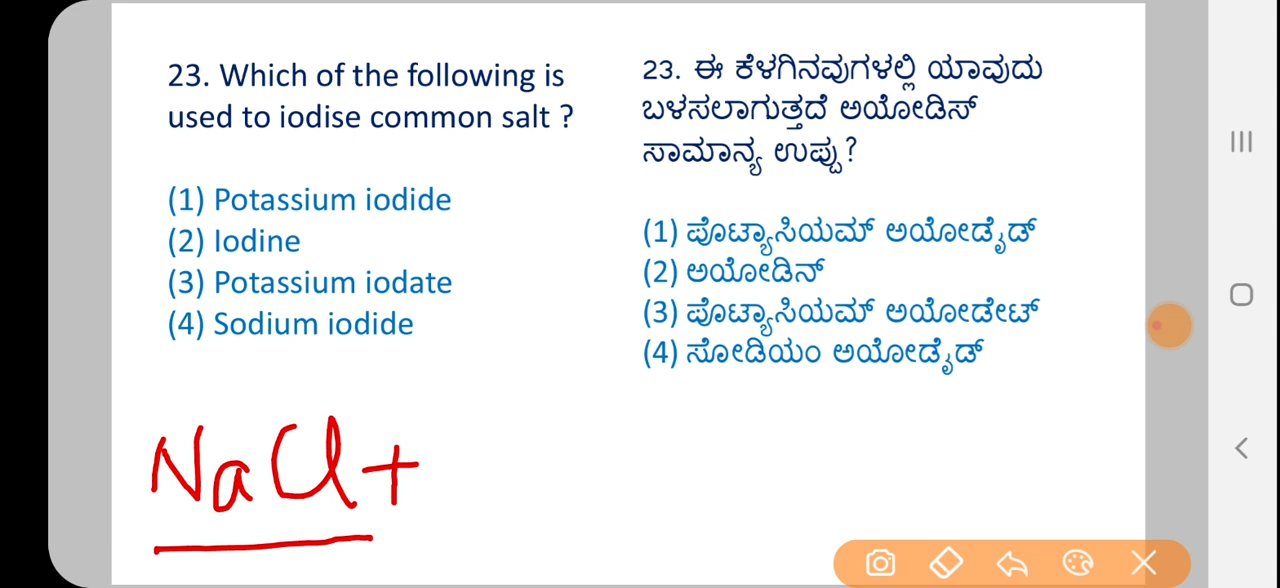 23. Which of the following is
used to iodise common salt ?
(1) Potassium iodide
(2) Iodine
(3) Potassium iodate
(4) Sodium iodide
23. ಈ ಕೆಳಗಿನವುಗಳಲ್ಲಿ ಯಾವುದು
ಬಳಸಲಾಗುತ್ತದೆ ಅಯೋಡಿಸ್
ಸಾಮಾನ್ಯ ಉಪ್ಪು?
(1) ಪೊಟ್ಯಾಸಿಯಮ್ ಅಯೋಡೈಡ್
(2) ಅಯೋಡಿನ್
(3) ಪೊಟ್ಯಾಸಿಯಮ್ ಅಯೋಡೇಟ್
(4) ಸೋಡಿಯಂ ಅಯೋಡೈಡ್
NaCl+